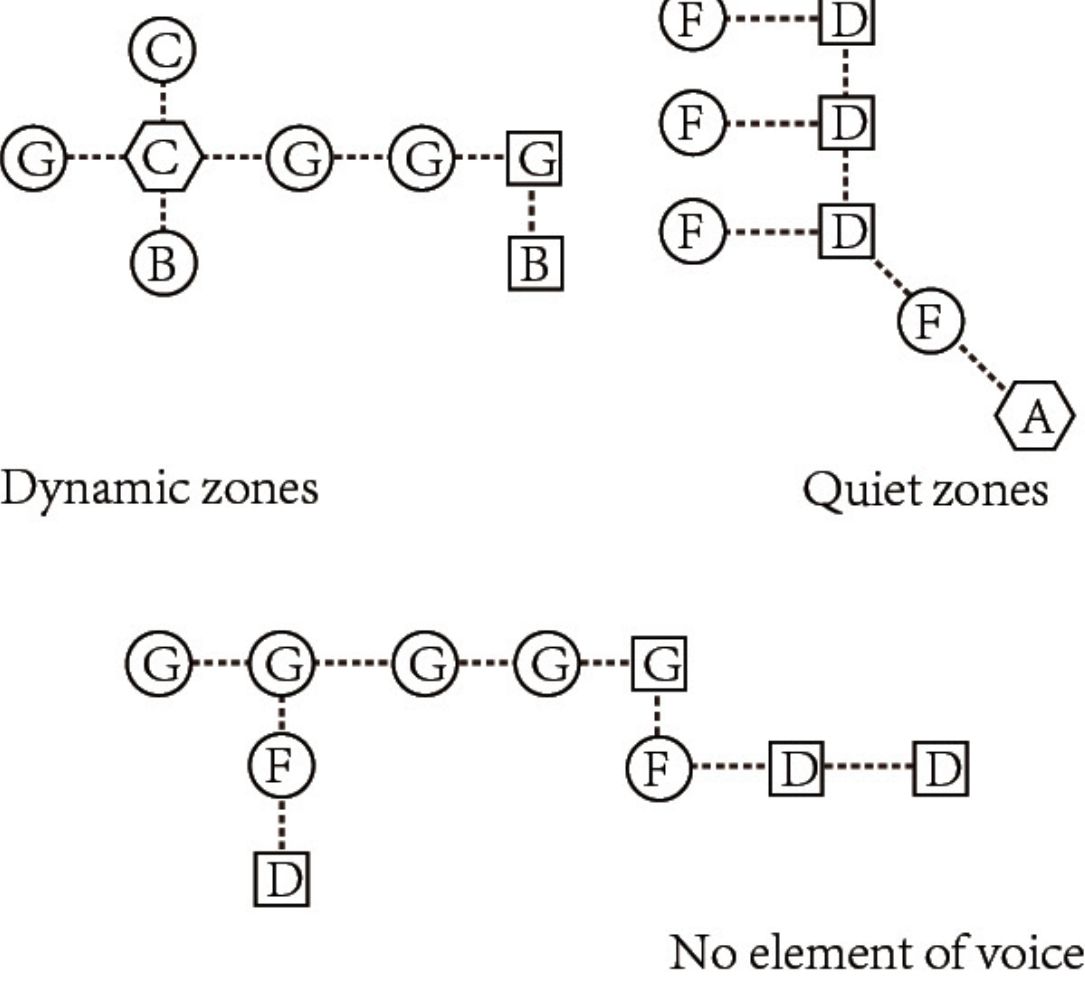 F D
C
F D
G C G G G
F D
B B
F
A
Dynamic zones
Quiet zones
G G G G G
F F D D
D
No element of voice